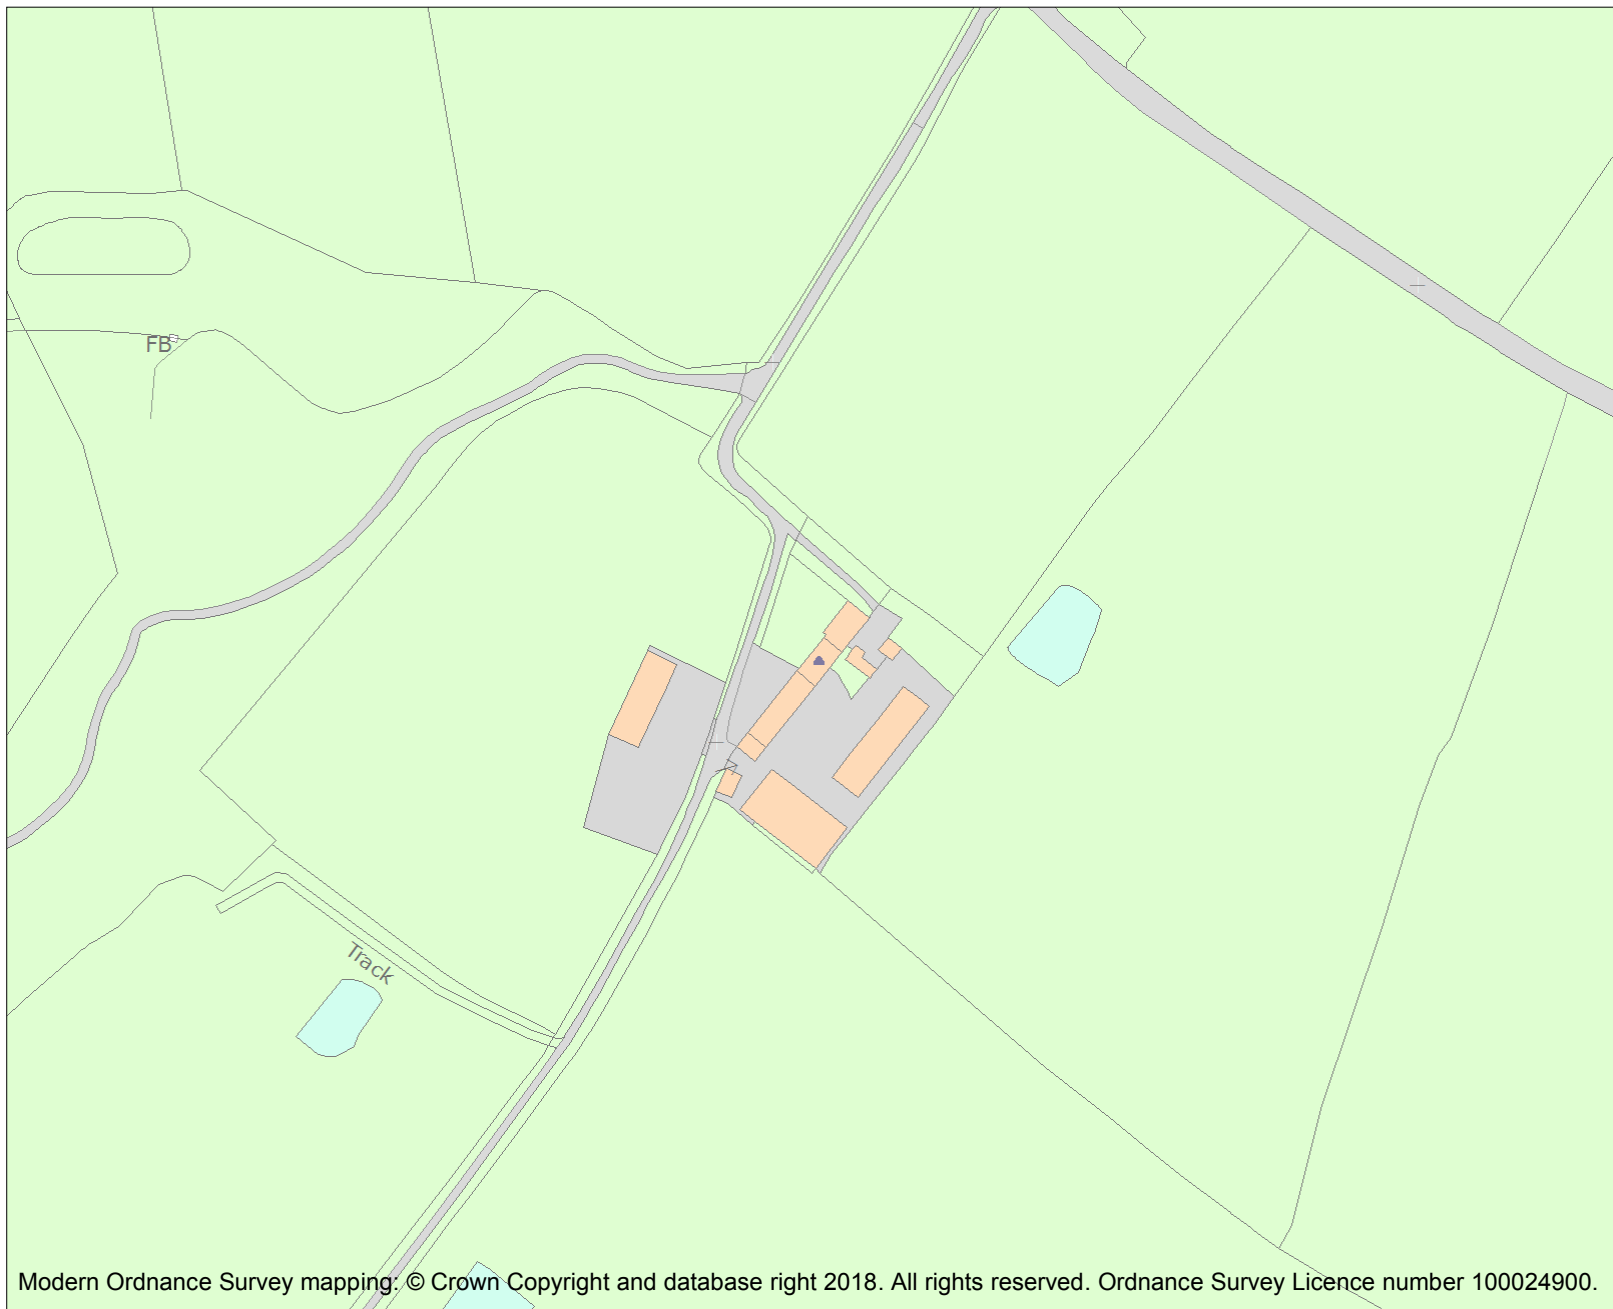 FB
Track
Modern Ordnance Survey mapping: © Crown Copyright and database right 2018. All rights reserved. Ordnance Survey Licence number 100024900.